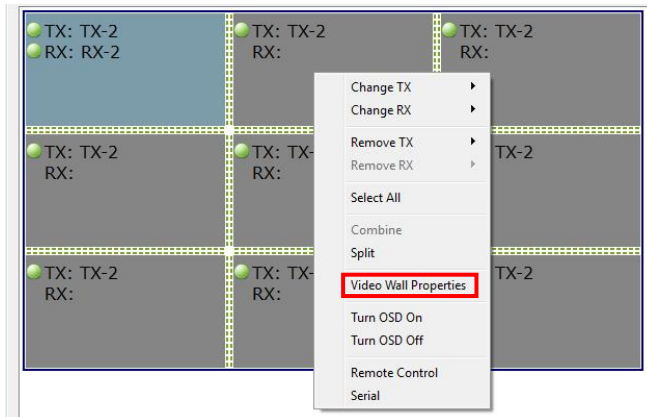 TX: TX-2
RX: RX-2
TX: TX-2
RX:
TX: TX-2
RX:
TX: TX-2
RX:
TX: TX-
RX:
TX-2
TX: TX-2
RX:
TX: TX-
RX:
TX-2
Change TX
Change RX
Remove TX
Remove RX
Select All
Combine
Split
Video Wall Properties
Turn OSD On
Turn OSD Off
Remote Control
Serial